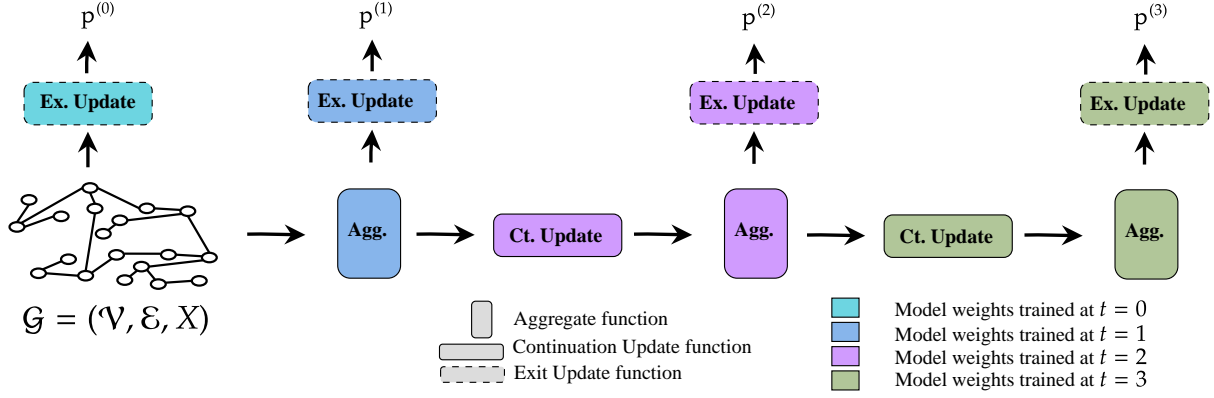 p^(0) p^(1) p^(2) p^(3)
Ex. Update Ex. Update Ex. Update Ex. Update
Agg. Ct. Update Agg. Ct. Update Agg.
𝒢 = (𝒱, ℰ, X)
Aggregate function
Continuation Update function
Exit Update function
Model weights trained at t = 0
Model weights trained at t = 1
Model weights trained at t = 2
Model weights trained at t = 3